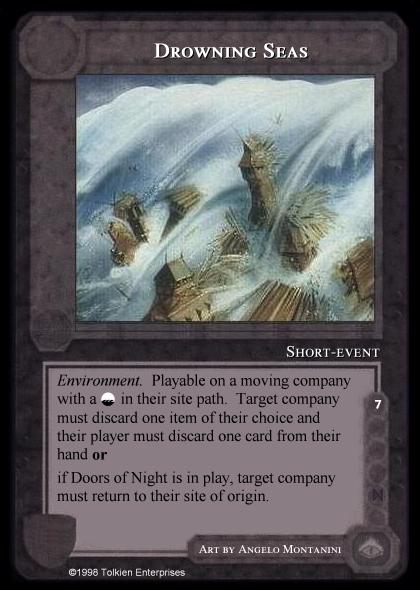 Drowning Seas
Short-event
Environment. Playable on a moving company
with a in their site path. Target company
must discard one item of their choice and
their player must discard one card from their
hand or
if Doors of Night is in play, target company
must return to their site of origin.
7
Art by Angelo Montanini
©1998 Tolkien Enterprises